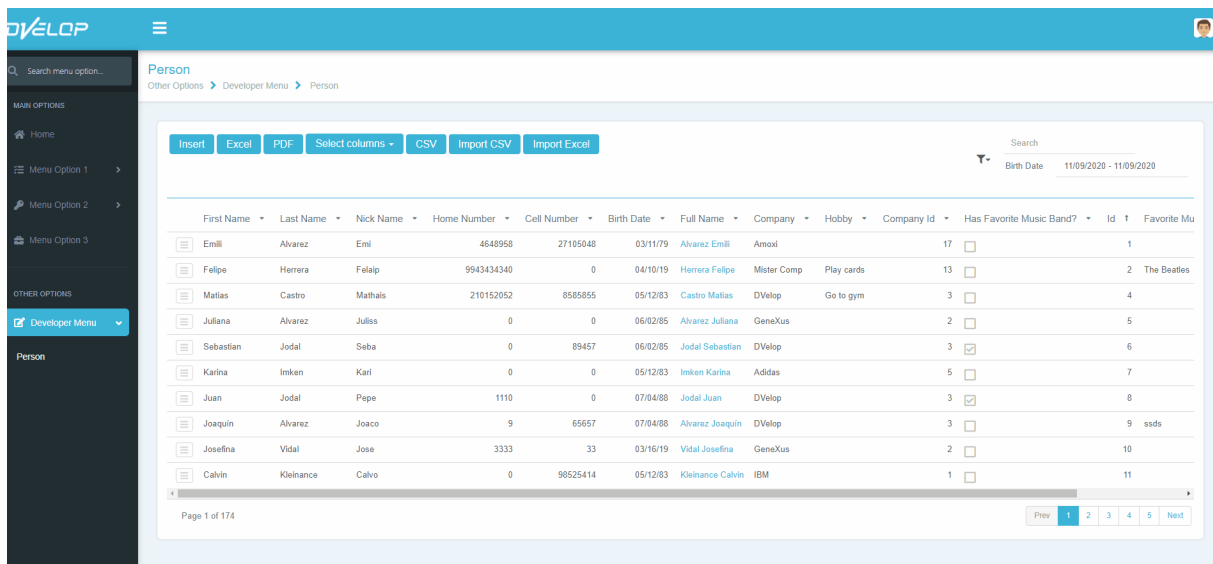 DVELOP
Search menu option...
MAIN OPTIONS
Home
Menu Option 1
Menu Option 2
Menu Option 3
OTHER OPTIONS
Developer Menu
Person
Person
Other Options Developer Menu Person
Insert Excel PDF Select columns CSV Import CSV Import Excel
Search
Birth Date 11/09/2020 - 11/09/2020
First Name Last Name Nick Name Home Number Cell Number Birth Date Full Name Company Hobby Company Id Has Favorite Music Band? Id Favorite Mu
Emili Alvarez Emi 4648958 27105048 03/11/79 Alvarez Emili Amoxi 17 1
Felipe Herrera Felaip 9943434340 0 04/10/19 Herrera Felipe Mister Comp Play cards 13 2 The Beatles
Matias Castro Mathais 210152052 8585855 05/12/83 Castro Matias DVelop Go to gym 3 4
Juliana Alvarez Juliss 0 0 06/02/85 Alvarez Juliana GeneXus 2 5
Sebastian Jodal Seba 0 89457 06/02/85 Jodal Sebastian DVelop 3 6
Karina Imken Kari 0 0 05/12/83 Imken Karina Adidas 5 7
Juan Jodal Pepe 1110 0 07/04/88 Jodal Juan DVelop 3 8
Joaquín Alvarez Joaco 9 65657 07/04/88 Alvarez Joaquín DVelop 3 9 ssds
Josefina Vidal Jose 3333 33 03/16/19 Vidal Josefina GeneXus 2 10
Calvin Kleinance Calvo 0 98525414 05/12/83 Kleinance Calvin IBM 1 11
Page 1 of 174
Prev 1 2 3 4 5 Next